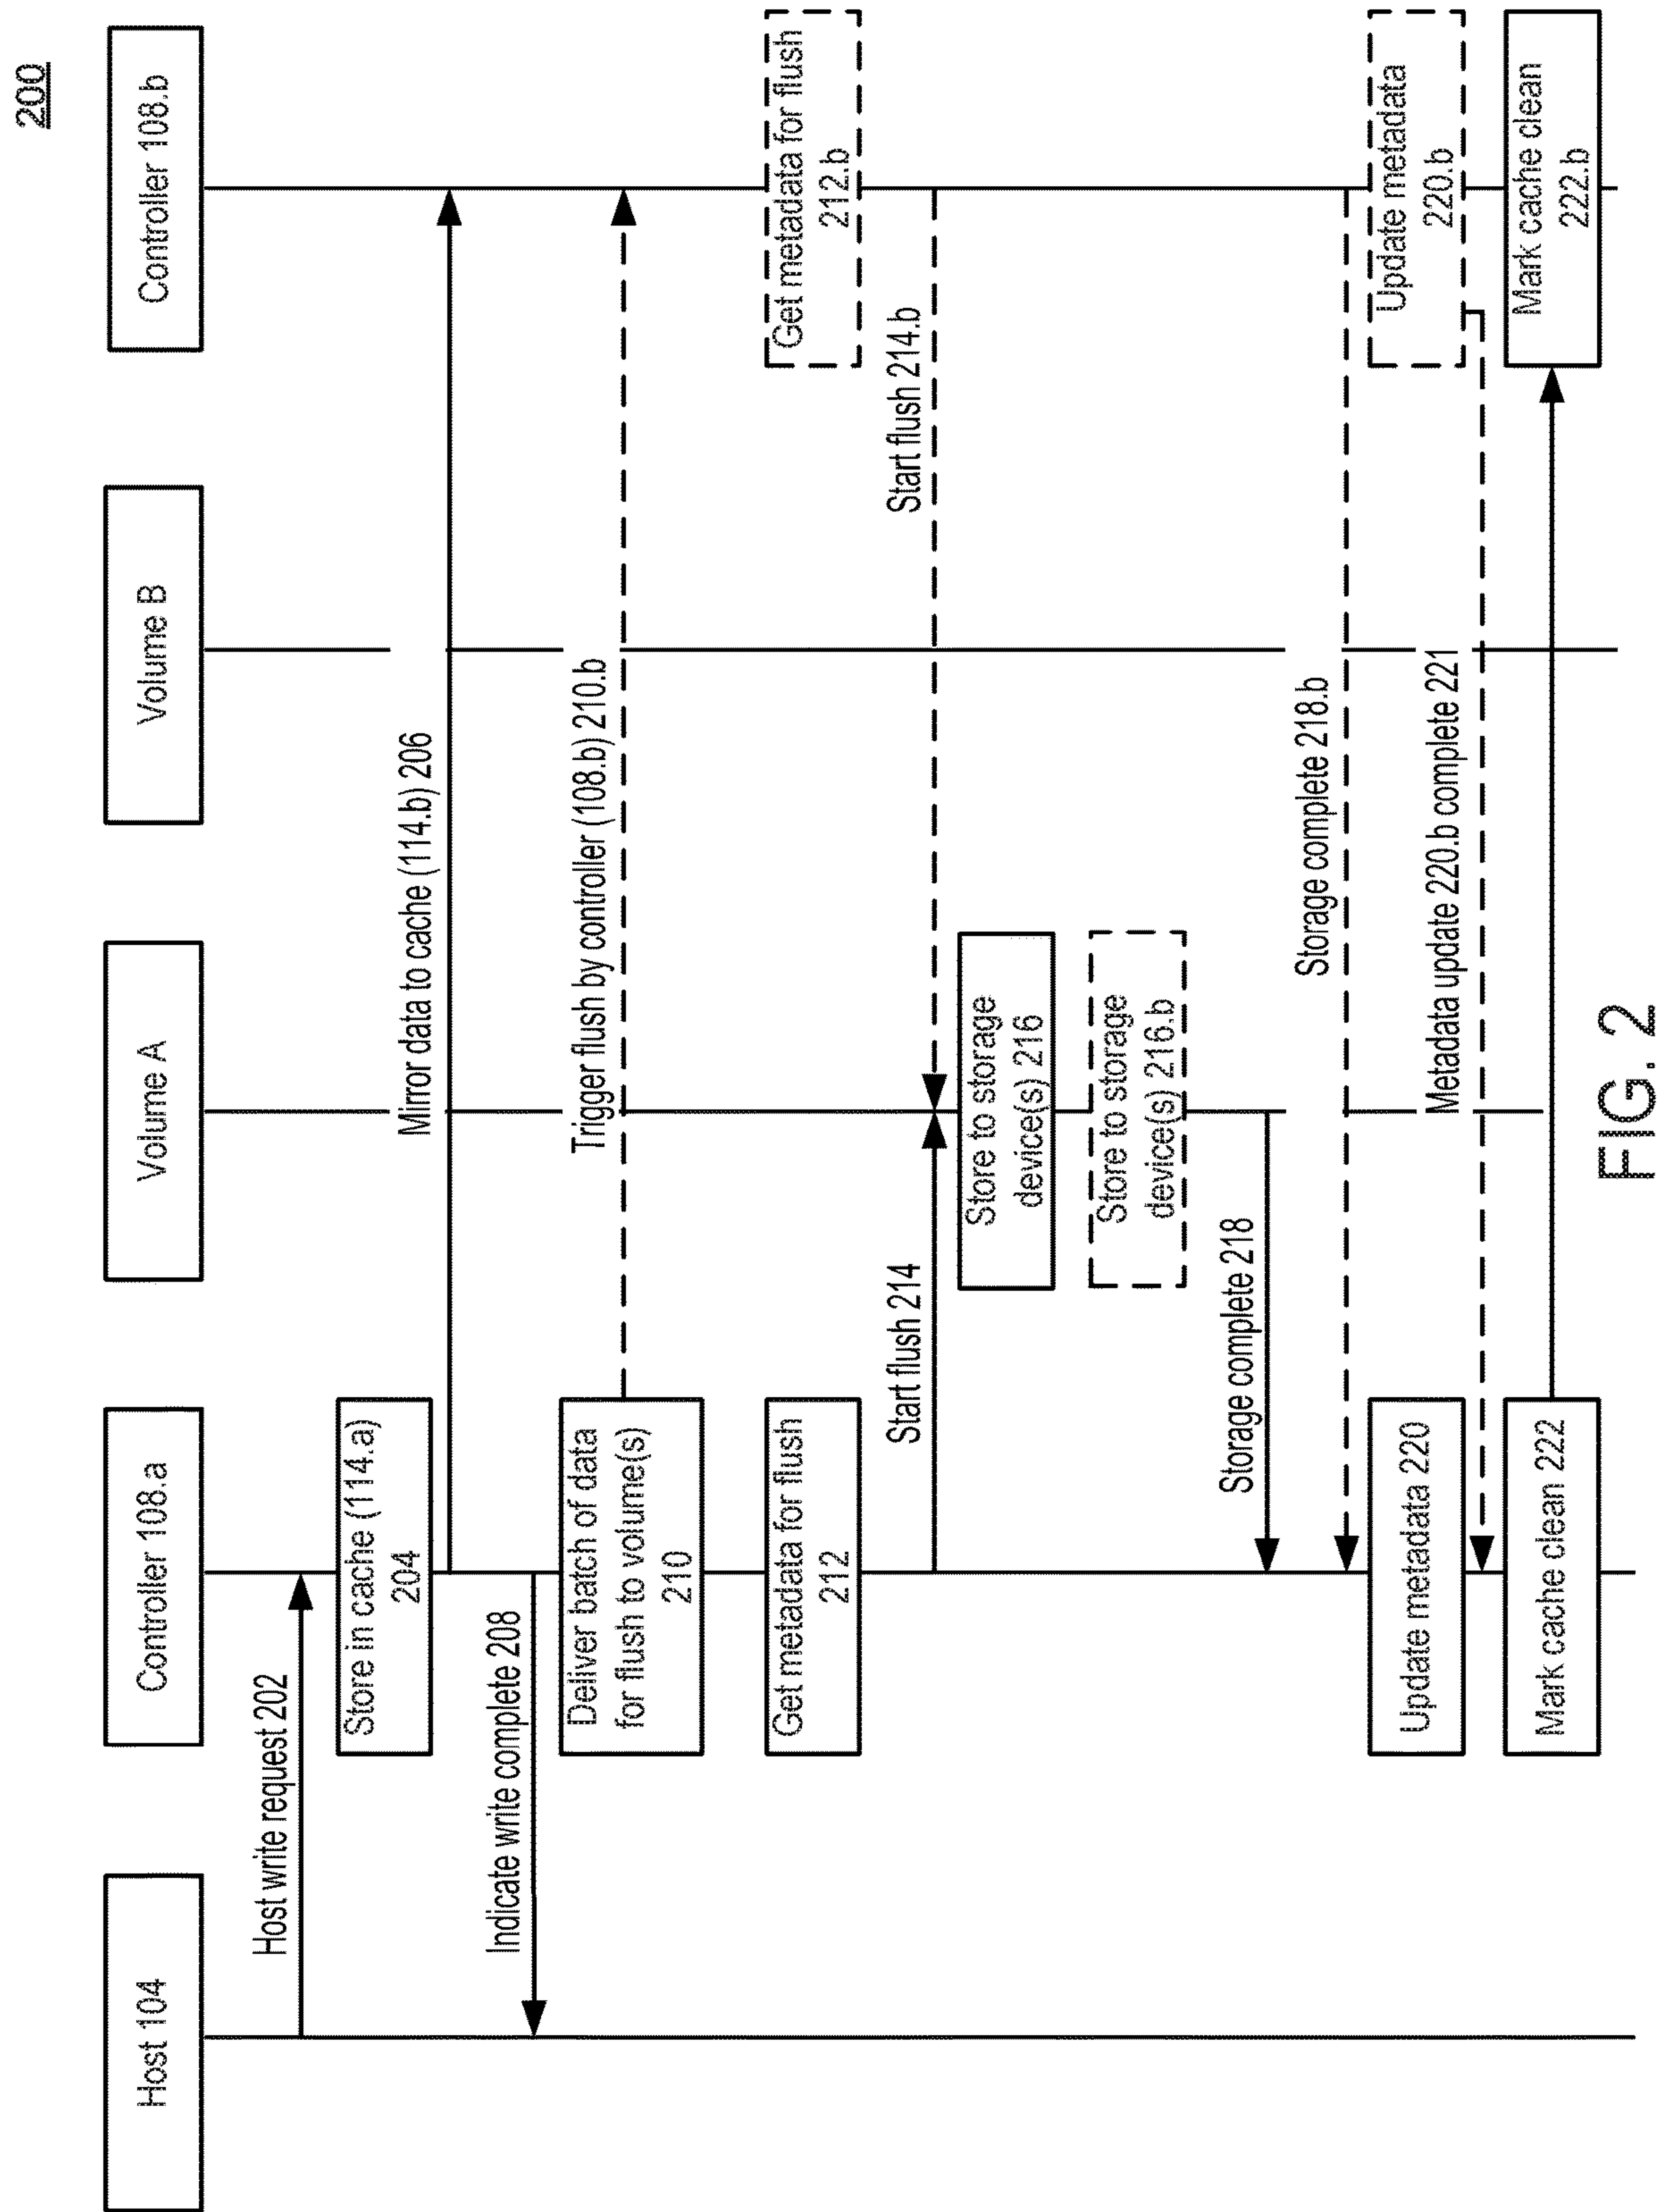 200
Host 104
Controller 108.a
Volume A
Volume B
Controller 108.b
Host write request 202
Store in cache (114.a)
204
Mirror data to cache (114.b) 206
Indicate write complete 208
Deliver batch of data
for flush to volume(s)
210
Trigger flush by controller (108.b) 210.b
Get metadata for flush
212
Get metadata for flush
212.b
Start flush 214
Start flush 214.b
Store to storage
device(s) 216
Store to storage
device(s) 216.b
Storage complete 218
Storage complete 218.b
Update metadata 220
Update metadata
220.b
Metadata update 220.b complete 221
Mark cache clean 222
Mark cache clean
222.b
FIG. 2